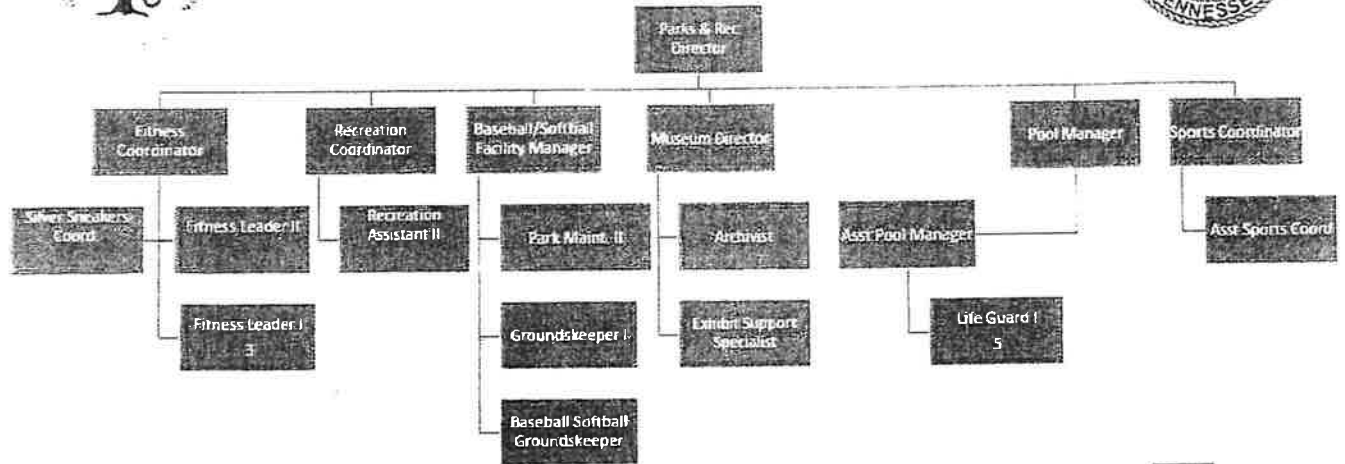 ENNESSE
Parks & Rec
Director
Fitness
Coordinator
Recreation
Coordinator
Baseball/Softball
Facility Manager
Museum Director
Pool Manager
Sports Coordinator
Silver Sneakers
Coord.
Fitness Leader II
Recreation
Assistant II
Park Maint. II
Archivist
Asst Pool Manager
Asst Sports Coord
Fitness Leader I
3
Groundskeeper I
Exhibit Support
Specialist
Life Guard I
5
Baseball Softball
Groundskeeper